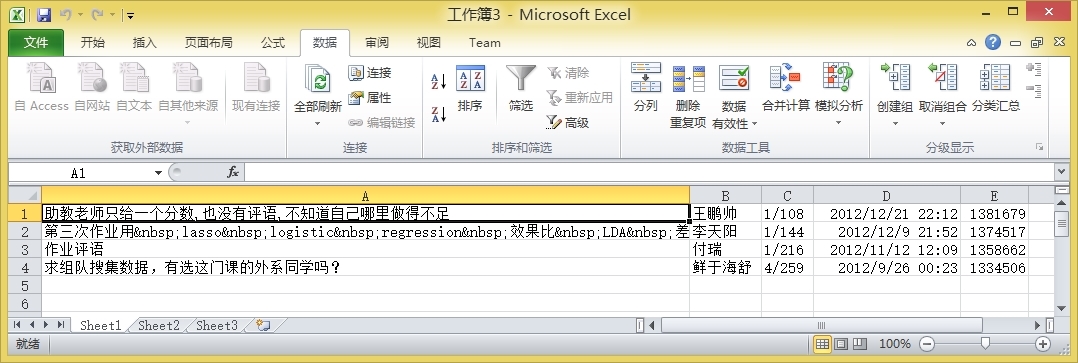 工作簿3 - Microsoft Excel
文件 开始 插入 页面布局 公式 数据 审阅 视图 Team
自 Access 自网站 自文本 自其他来源 现有连接 全部刷新 连接 属性 编辑链接 排序 筛选 清除 重新应用 高级 分列 删除重复项 数据有效性 合并计算 模拟分析 创建组 取消组合 分类汇总
获取外部数据 连接 排序和筛选 数据工具 分级显示
A1 fx
A B C D E
1 助教老师只给一个分数,也没有评语,不知道自己哪里做得不足 王鹏帅 1/108 2012/12/21 22:12 1381679
2 第三次作业用&nbsp;lasso&nbsp;logistic&nbsp;regression&nbsp;效果比&nbsp;LDA&nbsp;差 李天阳 1/144 2012/12/9 21:52 1374517
3 作业评语 付瑞 1/216 2012/11/12 12:09 1358662
4 求组队搜集数据，有选这门课的外系同学吗？ 鲜于海舒 4/259 2012/9/26 00:23 1334506
5
6
Sheet1 Sheet2 Sheet3
就绪 100%